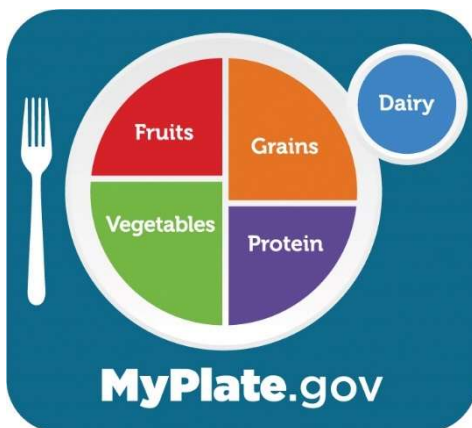 Dairy
Fruits
Grains
Vegetables
Protein
MyPlate.gov